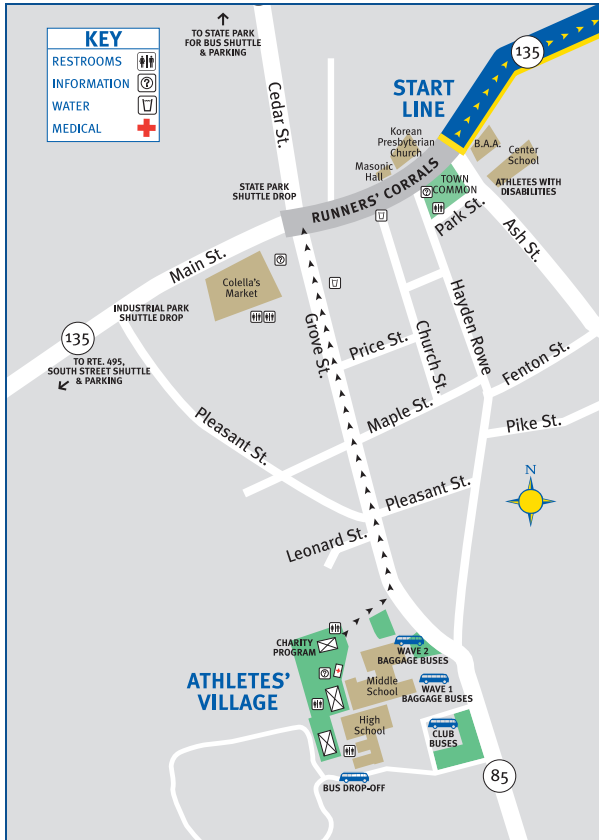 TO STATE PARK
FOR BUS SHUTTLE
& PARKING
KEY
RESTROOMS
INFORMATION
?
WATER
MEDICAL
135
START
LINE
Cedar St.
Korean
Presbyterian
Church
B.A.A.
Center
School
Masonic
Hall
ATHLETES WITH
DISABILITIES
TOWN
COMMON
?
STATE PARK
SHUTTLE DROP
RUNNERS' CORRALS
Park St.
Ash St.
Main St.
?
Colella's
Market
Hayden Rowe
INDUSTRIAL PARK
SHUTTLE DROP
Grove St.
Price St.
Church St.
135
TO RTE. 495,
SOUTH STREET SHUTTLE
& PARKING
Fenton St.
Maple St.
Pike St.
Pleasant St.
N
Pleasant St.
Leonard St.
CHARITY
PROGRAM
WAVE 2
BAGGAGE BUSES
?
ATHLETES'
VILLAGE
Middle
School
WAVE 1
BAGGAGE BUSES
High
School
CLUB
BUSES
85
BUS DROP-OFF